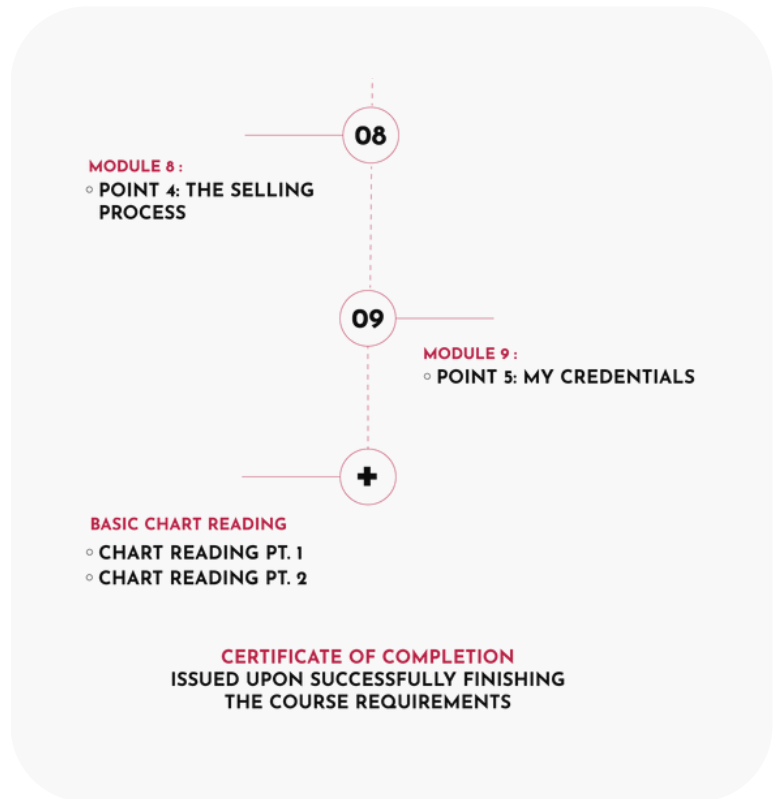 08
MODULE 8 :
○ POINT 4: THE SELLING
PROCESS
09
MODULE 9 :
○ POINT 5: MY CREDENTIALS
+
BASIC CHART READING
○ CHART READING PT. 1
○ CHART READING PT. 2
CERTIFICATE OF COMPLETION
ISSUED UPON SUCCESSFULLY FINISHING
THE COURSE REQUIREMENTS